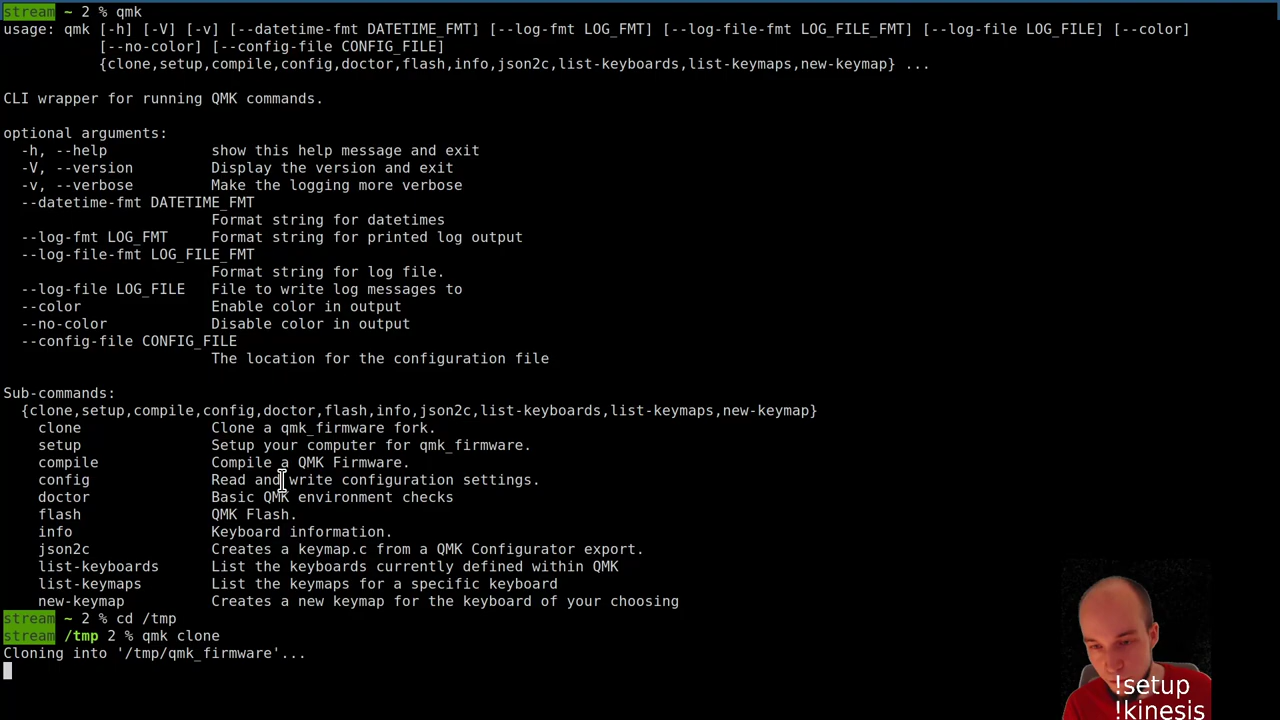 stream ~ 2 % qmk
usage: qmk [-h] [-V] [-v] [--datetime-fmt DATETIME_FMT] [--log-fmt LOG_FMT] [--log-file-fmt LOG_FILE_FMT] [--log-file LOG_FILE] [--color]
[--no-color] [--config-file CONFIG_FILE]
{clone,setup,compile,config,doctor,flash,info,json2c,list-keyboards,list-keymaps,new-keymap} ...
CLI wrapper for running QMK commands.
optional arguments:
-h, --help show this help message and exit
-V, --version Display the version and exit
-v, --verbose Make the logging more verbose
--datetime-fmt DATETIME_FMT
Format string for datetimes
--log-fmt LOG_FMT Format string for printed log output
--log-file-fmt LOG_FILE_FMT
Format string for log file.
--log-file LOG_FILE File to write log messages to
--color Enable color in output
--no-color Disable color in output
--config-file CONFIG_FILE
The location for the configuration file
Sub-commands:
{clone,setup,compile,config,doctor,flash,info,json2c,list-keyboards,list-keymaps,new-keymap}
clone Clone a qmk_firmware fork.
setup Setup your computer for qmk_firmware.
compile Compile a QMK Firmware.
config Read and write configuration settings.
doctor Basic QMK environment checks
flash QMK Flash.
info Keyboard information.
json2c Creates a keymap.c from a QMK Configurator export.
list-keyboards List the keyboards currently defined within QMK
list-keymaps List the keymaps for a specific keyboard
new-keymap Creates a new keymap for the keyboard of your choosing
stream ~ 2 % cd /tmp
stream /tmp 2 % qmk clone
Cloning into '/tmp/qmk_firmware'...
!setup
!kinesis